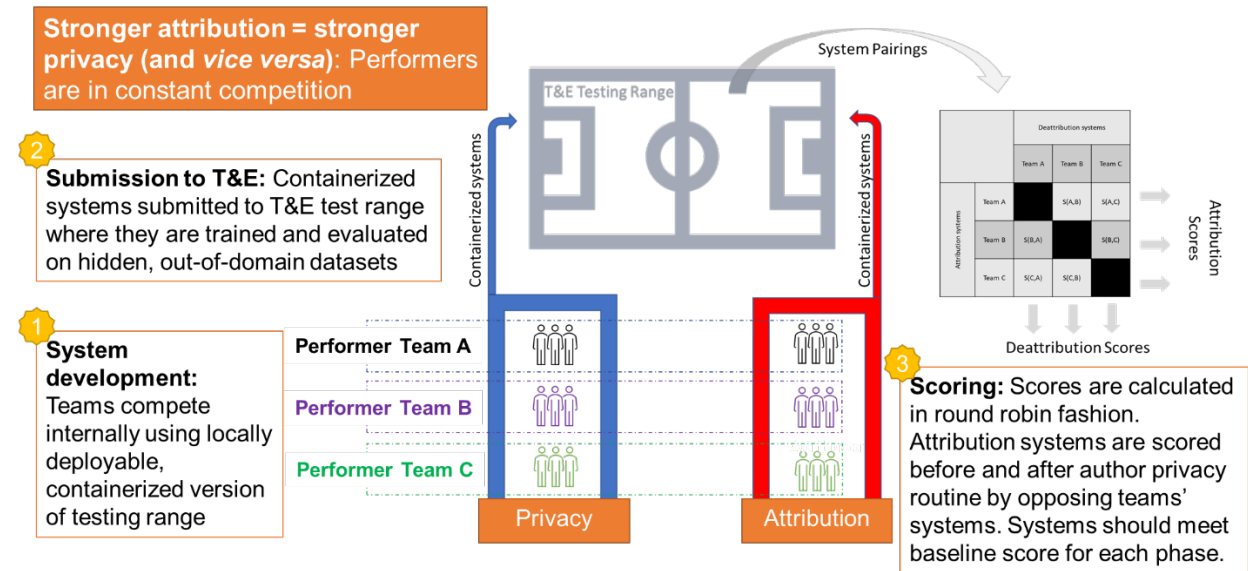 Stronger attribution = stronger
privacy (and vice versa): Performers
are in constant competition
2
Submission to T&E: Containerized
systems submitted to T&E test range
where they are trained and evaluated
on hidden, out-of-domain datasets
1
System
development:
Teams compete
internally using locally
deployable,
containerized version
of testing range
T&E Testing Range
Containerized systems
Containerized systems
Performer Team A
Performer Team B
Performer Team C
Privacy
Attribution
System Pairings
Deattribution systems
Team A Team B Team C
Attribution systems
Team A S(A,B) S(A,C)
Team B S(B,A) S(B,C)
Team C S(C,A) S(C,B)
Attribution
Scores
Deattribution Scores
3
Scoring: Scores are calculated
in round robin fashion.
Attribution systems are scored
before and after author privacy
routine by opposing teams'
systems. Systems should meet
baseline score for each phase.